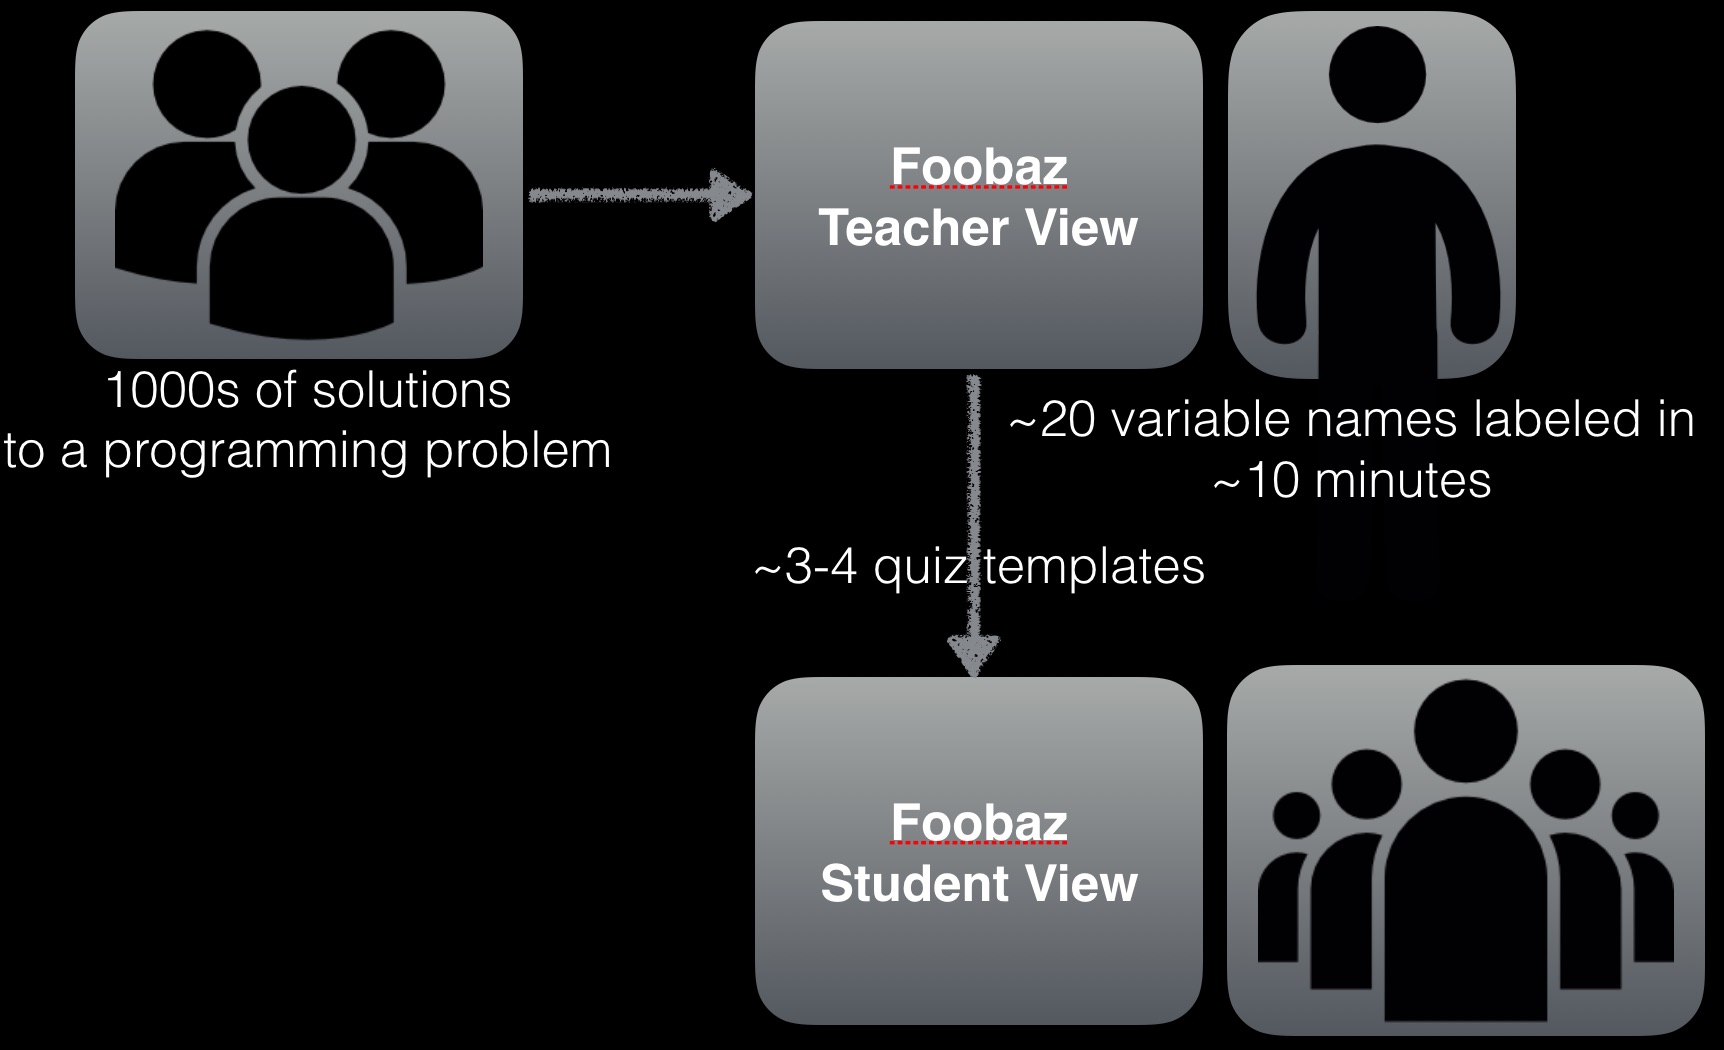 Foobaz
Teacher View
1000s of solutions
to a programming problem
~20 variable names labeled in
~10 minutes
~3-4 quiz templates
Foobaz
Student View